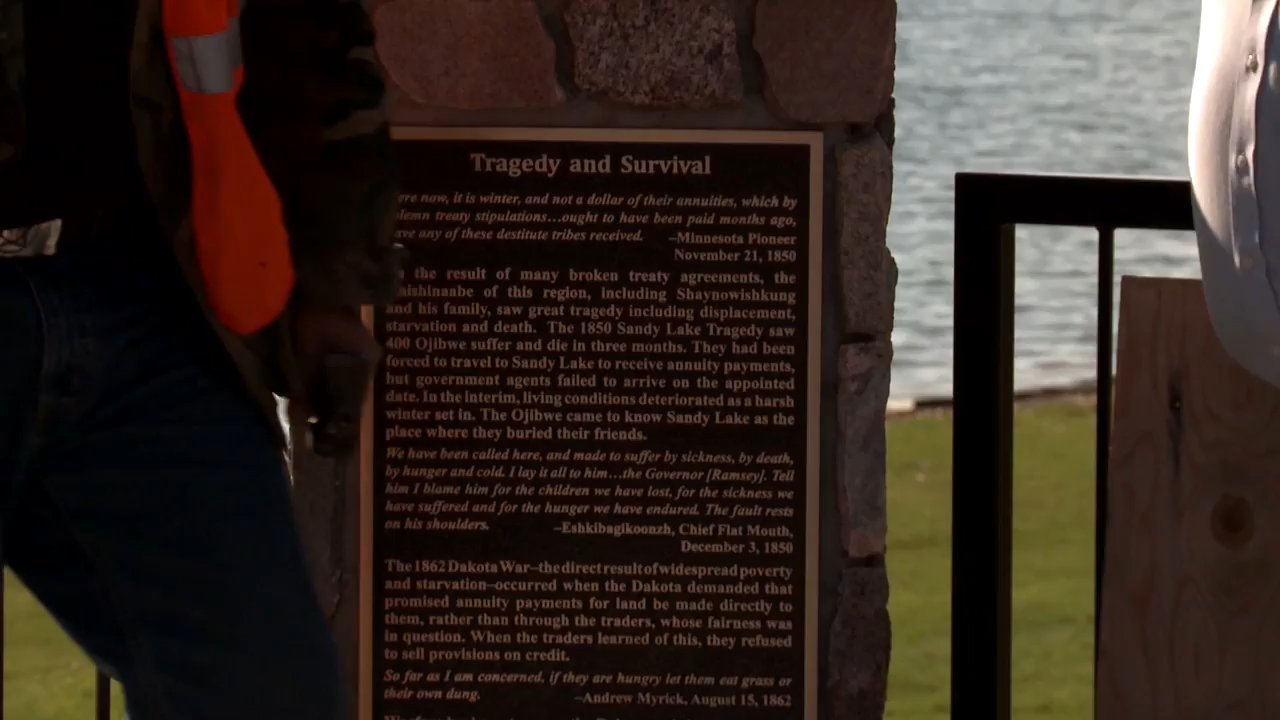 Tragedy and Survival
ere now, it is winter, and not a dollar of their annuities, which by
lemn treaty stipulations...ought to have been paid months ago,
ave any of these destitute tribes received. –Minnesota Pioneer
November 21, 1850
the result of many broken treaty agreements, the
nishinaabe of this region, including Shaynowishkung
and his family, saw great tragedy including displacement,
starvation and death. The 1850 Sandy Lake Tragedy saw
400 Ojibwe suffer and die in three months. They had been
forced to travel to Sandy Lake to receive annuity payments,
but government agents failed to arrive on the appointed
date. In the interim, living conditions deteriorated as a harsh
winter set in. The Ojibwe came to know Sandy Lake as the
place where they buried their friends.
We have been called here, and made to suffer by sickness, by death,
by hunger and cold. I lay it all to him...the Governor [Ramsey]. Tell
him I blame him for the children we have lost, for the sickness we
have suffered and for the hunger we have endured. The fault rests
on his shoulders. –Eshkibagikoonzh, Chief Flat Mouth,
December 3, 1850
The 1862 Dakota War–the direct result of widespread poverty
and starvation–occurred when the Dakota demanded that
promised annuity payments for land be made directly to
them, rather than through the traders, whose fairness was
in question. When the traders learned of this, they refused
to sell provisions on credit.
So far as I am concerned, if they are hungry let them eat grass or
their own dung. –Andrew Myrick, August 15, 1862